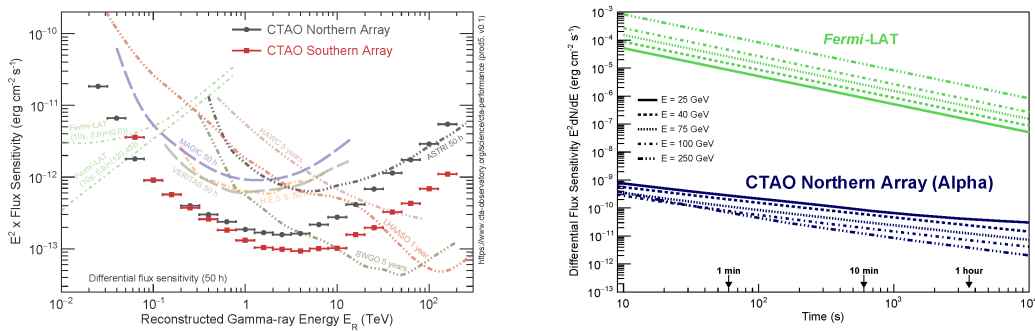 10⁻¹⁰
10⁻¹¹
10⁻¹²
10⁻¹³
E² x Flux Sensitivity (erg cm⁻² s⁻¹)
CTAO Northern Array
CTAO Southern Array
Fermi-LAT
Fermi-LAT
MAGIC 50 h
VERITAS 50 h
HAWC 5 years
ASTRI 50 h
LHAASO 1 year
SWGO 5 years
Differential flux sensitivity (50 h)
10⁻² 10⁻¹ 1 10 10²
Reconstructed Gamma-ray Energy E_R (TeV)
https://www.cta-observatory.org/science/cta-performance (prod5, v0.1)
10⁻³
10⁻⁴
10⁻⁵
10⁻⁶
10⁻⁷
10⁻⁸
10⁻⁹
10⁻¹⁰
10⁻¹¹
10⁻¹²
10⁻¹³
Differential Flux Sensitivity E²dN/dE (erg cm⁻² s⁻¹)
Fermi-LAT
E = 25 GeV
E = 40 GeV
E = 75 GeV
E = 100 GeV
E = 250 GeV
CTAO Northern Array (Alpha)
1 min 10 min 1 hour
10 10² 10³ 10⁴
Time (s)